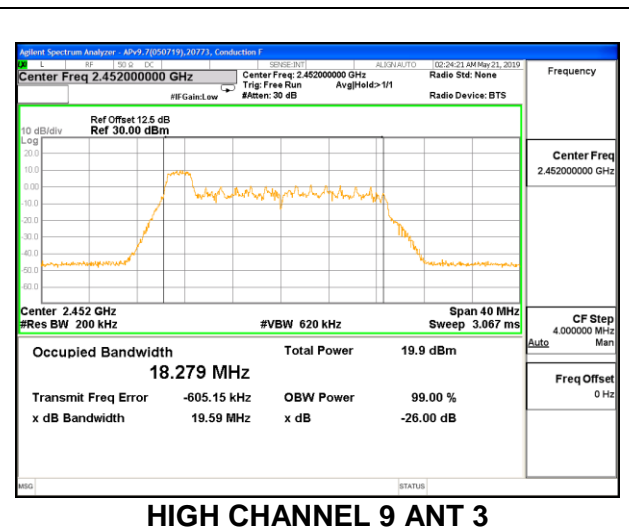 Agilent Spectrum Analyzer - APv9.7(050719),20773, Conduction F
L RF 50 Ω DC SENSE:INT ALIGN AUTO 02:24:21 AM May 21, 2019
Center Freq 2.452000000 GHz Center Freq: 2.452000000 GHz Radio Std: None Frequency
Trig: Free Run Avg|Hold:>1/1
#IFGain:Low #Atten: 30 dB Radio Device: BTS
Ref Offset 12.5 dB
10 dB/div Ref 30.00 dBm
Log
20.0
10.0
0.00
-10.0
-20.0
-30.0
-40.0
-50.0
-60.0
Center Freq
2.452000000 GHz
Center 2.452 GHz Span 40 MHz
#Res BW 200 kHz #VBW 620 kHz Sweep 3.067 ms
CF Step
4.000000 MHz
Auto Man
Occupied Bandwidth Total Power 19.9 dBm
18.279 MHz
Freq Offset
0 Hz
Transmit Freq Error -605.15 kHz OBW Power 99.00 %
x dB Bandwidth 19.59 MHz x dB -26.00 dB
MSG STATUS
HIGH CHANNEL 9 ANT 3